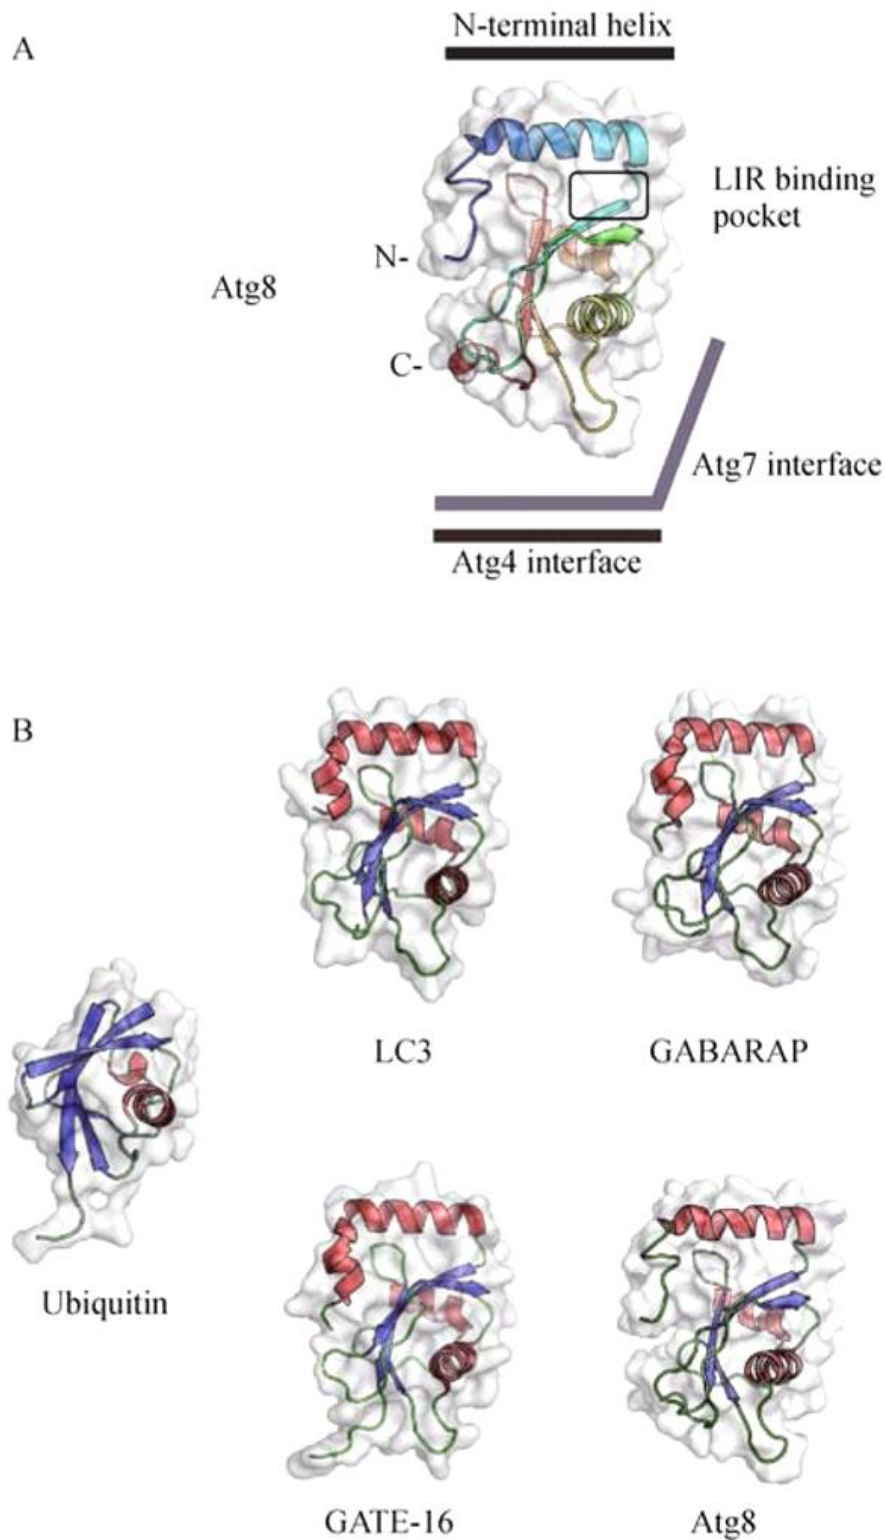 A
N-terminal helix
LIR binding
pocket
N-
Atg8
C-
Atg7 interface
Atg4 interface
B
LC3
GABARAP
Ubiquitin
GATE-16
Atg8